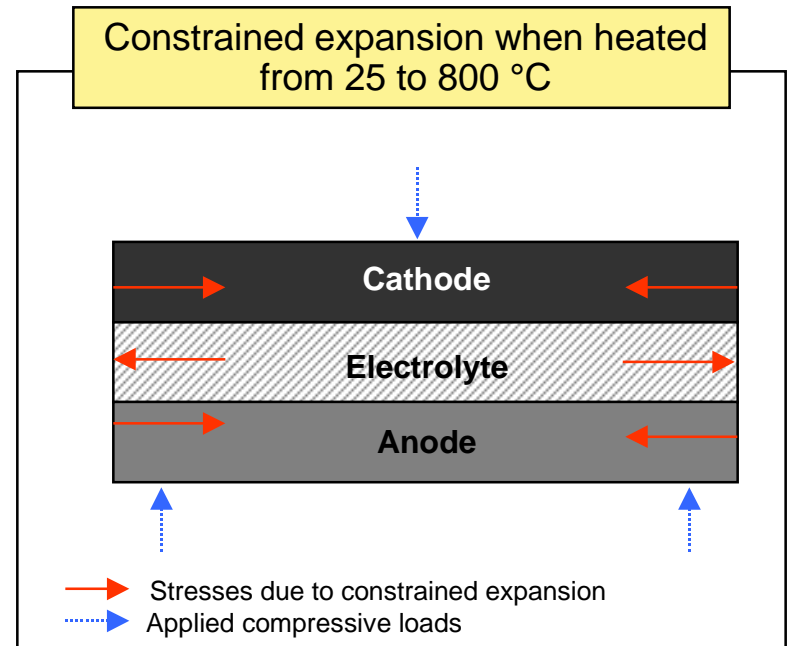 Constrained expansion when heated
from 25 to 800 °C
Cathode
Electrolyte
Anode
Stresses due to constrained expansion
Applied compressive loads